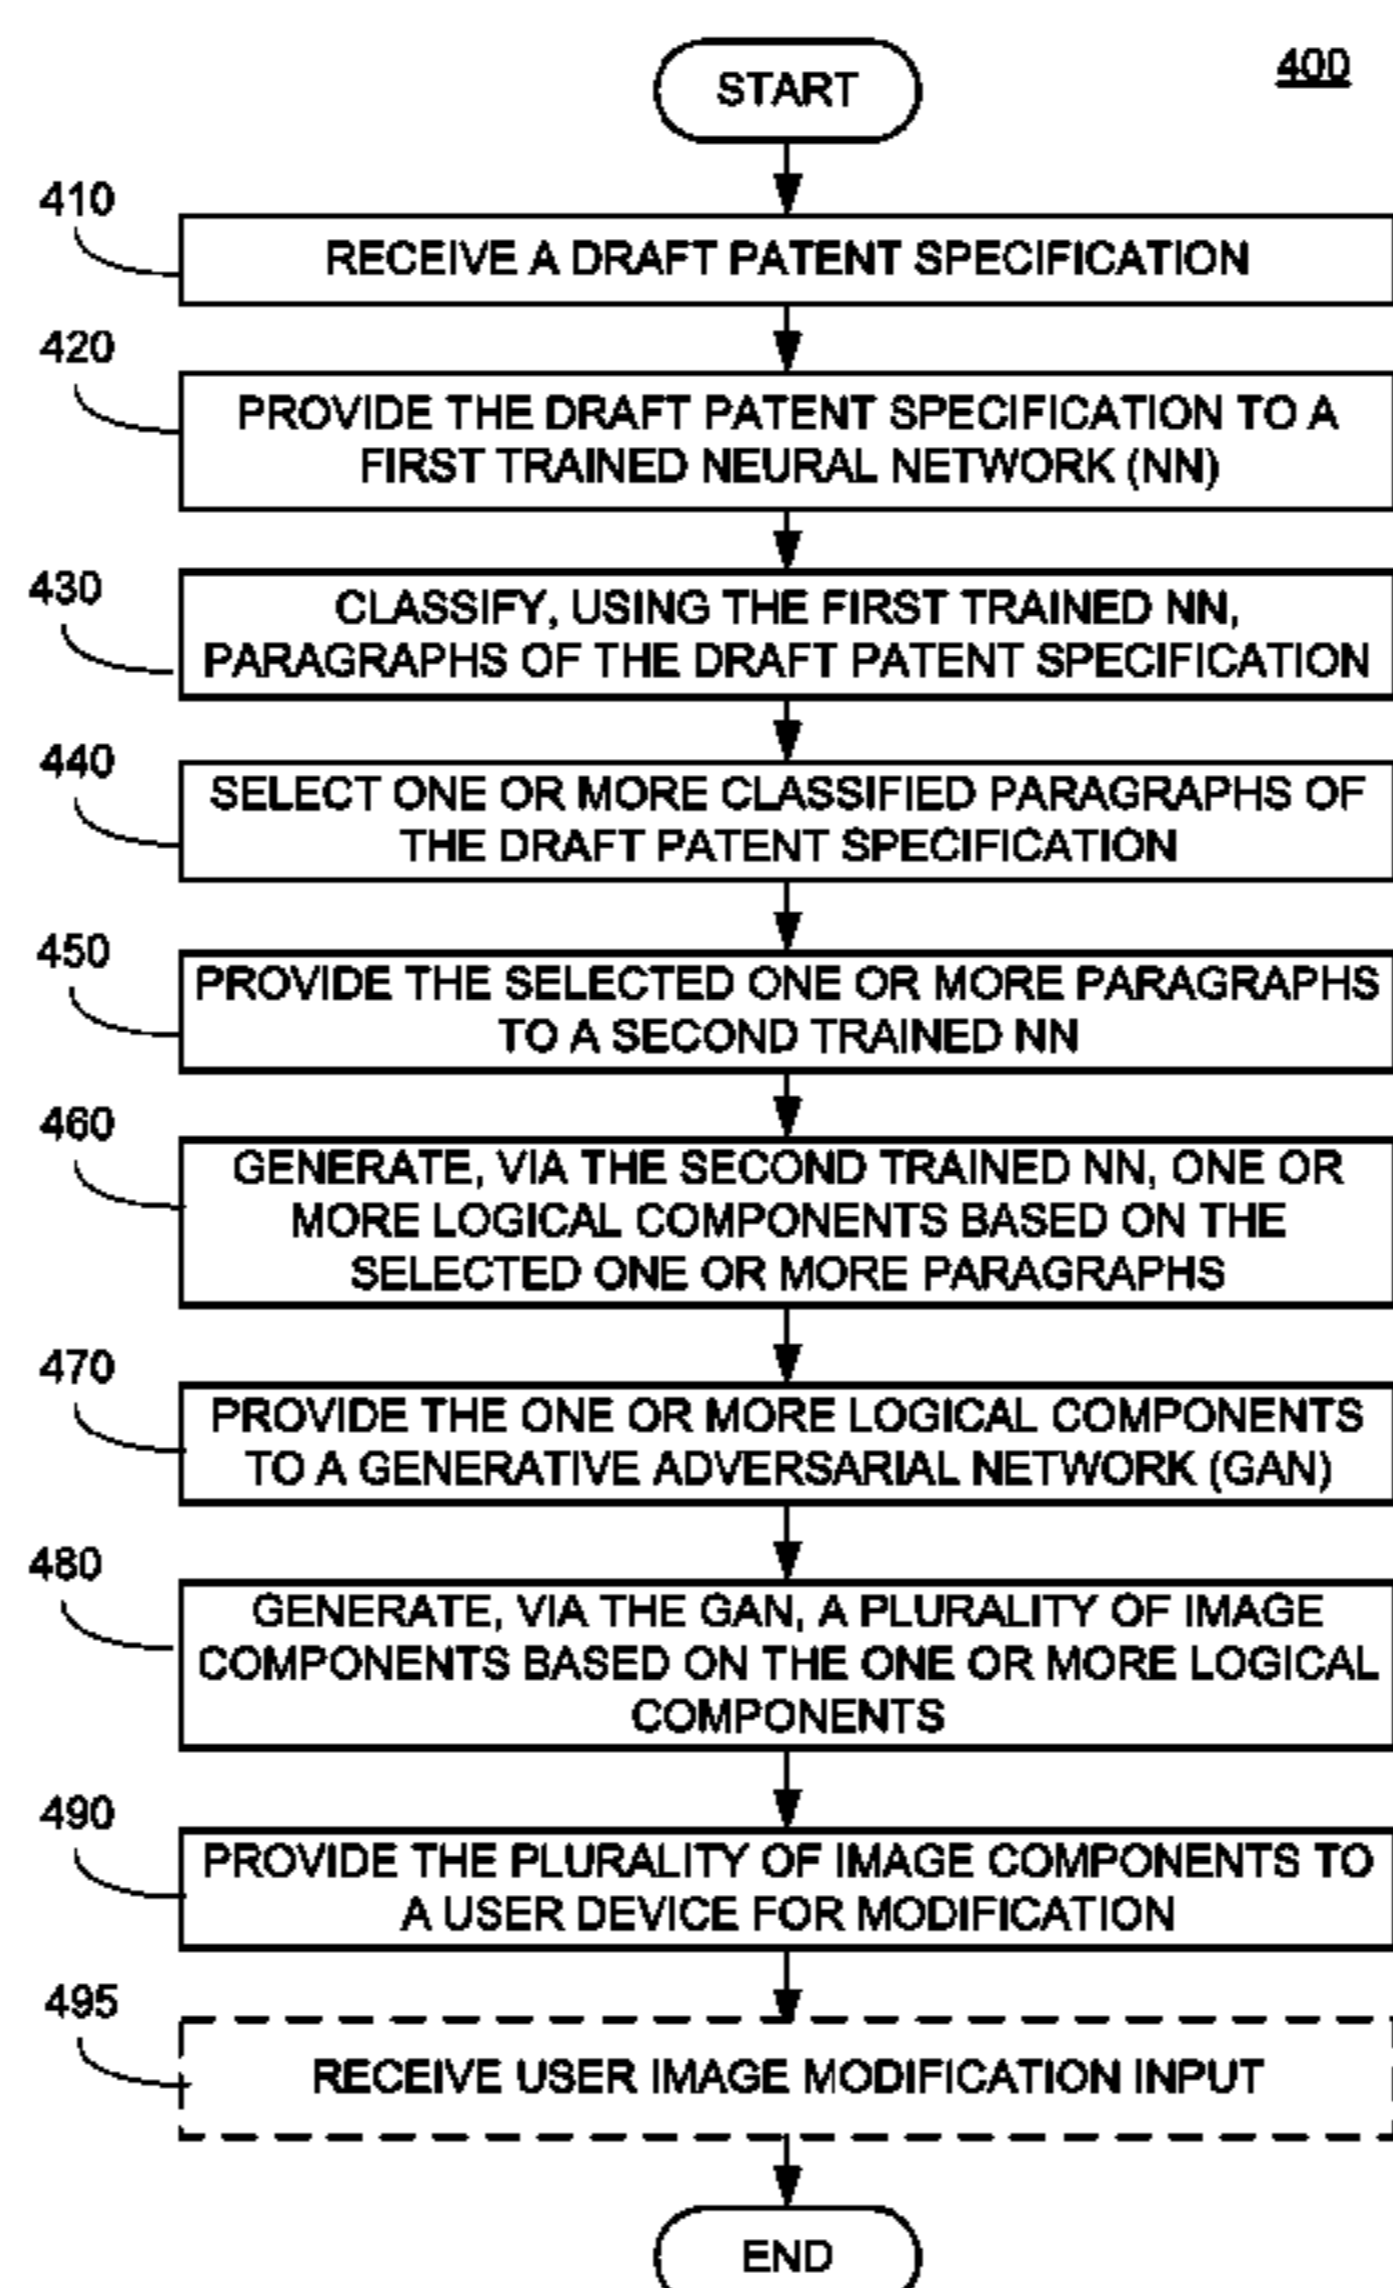 START
400
410
RECEIVE A DRAFT PATENT SPECIFICATION
420
PROVIDE THE DRAFT PATENT SPECIFICATION TO A
FIRST TRAINED NEURAL NETWORK (NN)
430
CLASSIFY, USING THE FIRST TRAINED NN,
PARAGRAPHS OF THE DRAFT PATENT SPECIFICATION
440
SELECT ONE OR MORE CLASSIFIED PARAGRAPHS OF
THE DRAFT PATENT SPECIFICATION
450
PROVIDE THE SELECTED ONE OR MORE PARAGRAPHS
TO A SECOND TRAINED NN
460
GENERATE, VIA THE SECOND TRAINED NN, ONE OR
MORE LOGICAL COMPONENTS BASED ON THE
SELECTED ONE OR MORE PARAGRAPHS
470
PROVIDE THE ONE OR MORE LOGICAL COMPONENTS
TO A GENERATIVE ADVERSARIAL NETWORK (GAN)
480
GENERATE, VIA THE GAN, A PLURALITY OF IMAGE
COMPONENTS BASED ON THE ONE OR MORE LOGICAL
COMPONENTS
490
PROVIDE THE PLURALITY OF IMAGE COMPONENTS TO
A USER DEVICE FOR MODIFICATION
495
RECEIVE USER IMAGE MODIFICATION INPUT
END